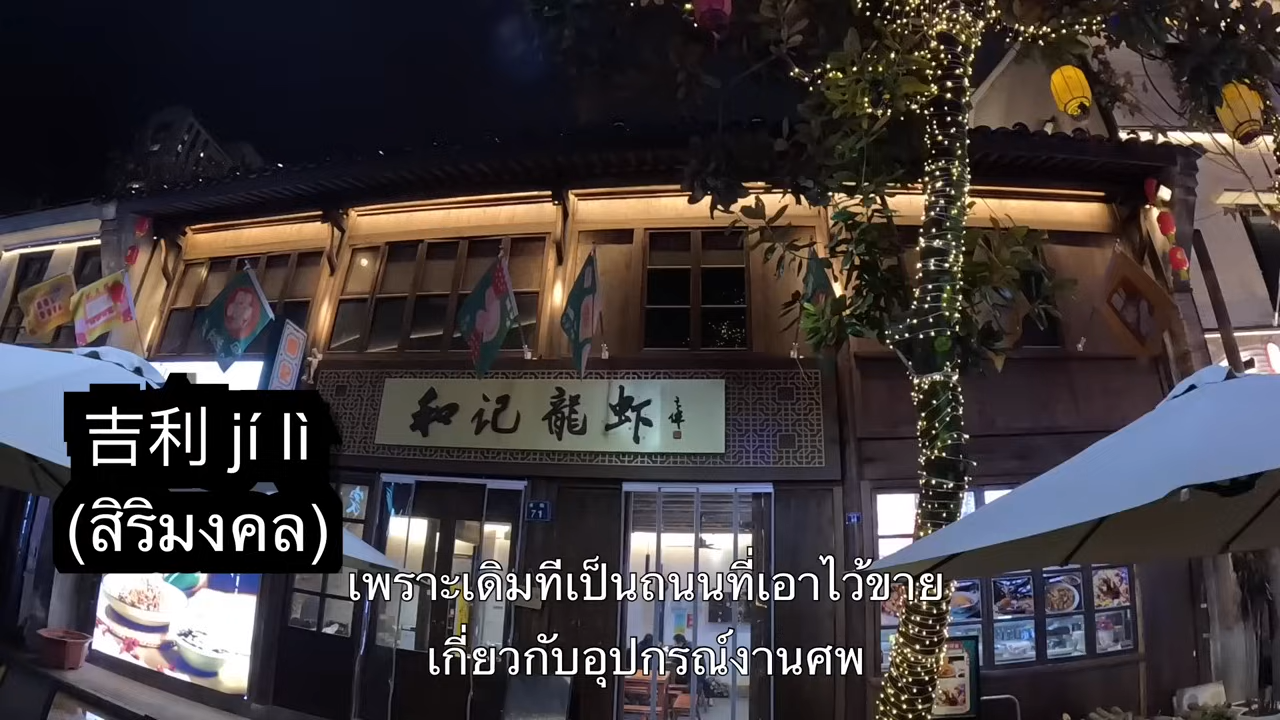 和记龍虾
71
吉利 jí lì
(สิริมงคล)
เพราะเดิมทีเป็นถนนที่เอาไว้ขาย
เกี่ยวกับอุปกรณ์งานศพ